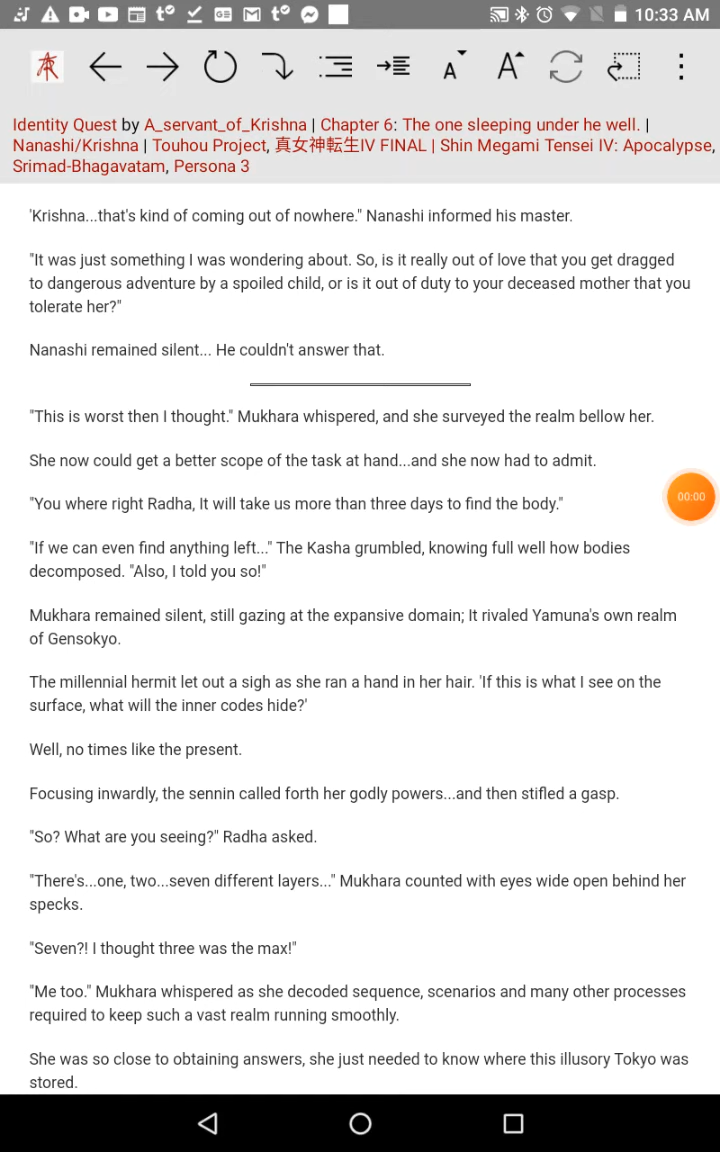 10:33 AM
Identity Quest by A_servant_of_Krishna | Chapter 6: The one sleeping under he well. |
Nanashi/Krishna | Touhou Project, 真女神転生IV FINAL | Shin Megami Tensei IV: Apocalypse,
Srimad-Bhagavatam, Persona 3
'Krishna...that's kind of coming out of nowhere." Nanashi informed his master.
"It was just something I was wondering about. So, is it really out of love that you get dragged
to dangerous adventure by a spoiled child, or is it out of duty to your deceased mother that you
tolerate her?"
Nanashi remained silent... He couldn't answer that.
"This is worst then I thought." Mukhara whispered, and she surveyed the realm bellow her.
She now could get a better scope of the task at hand...and she now had to admit.
00:00
"You where right Radha, It will take us more than three days to find the body."
"If we can even find anything left..." The Kasha grumbled, knowing full well how bodies
decomposed. "Also, I told you so!"
Mukhara remained silent, still gazing at the expansive domain; It rivaled Yamuna's own realm
of Gensokyo.
The millennial hermit let out a sigh as she ran a hand in her hair. 'If this is what I see on the
surface, what will the inner codes hide?'
Well, no times like the present.
Focusing inwardly, the sennin called forth her godly powers...and then stifled a gasp.
"So? What are you seeing?" Radha asked.
"There's...one, two...seven different layers..." Mukhara counted with eyes wide open behind her
specks.
"Seven?! I thought three was the max!"
"Me too." Mukhara whispered as she decoded sequence, scenarios and many other processes
required to keep such a vast realm running smoothly.
She was so close to obtaining answers, she just needed to know where this illusory Tokyo was
stored.